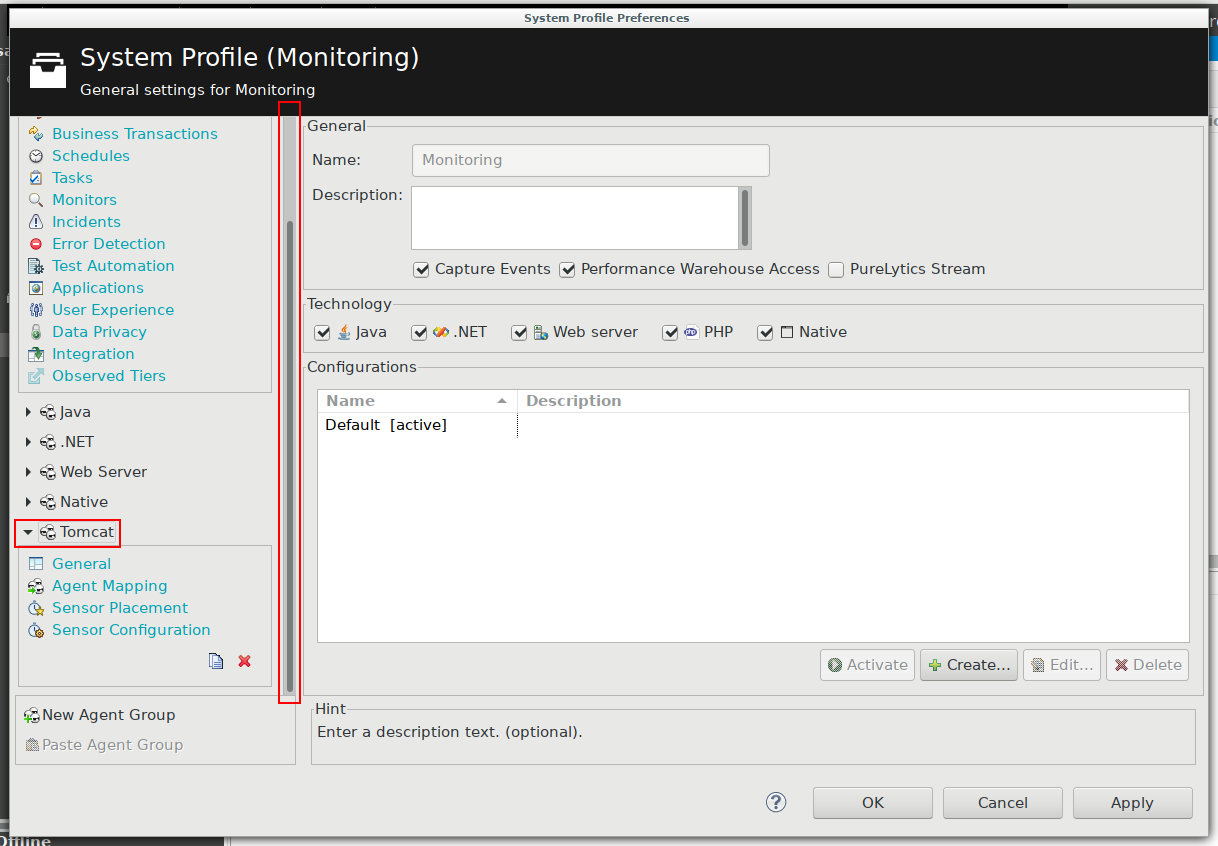 System Profile Preferences
System Profile (Monitoring)
General settings for Monitoring
Business Transactions
Schedules
Tasks
Monitors
Incidents
Error Detection
Test Automation
Applications
User Experience
Data Privacy
Integration
Observed Tiers
Java
.NET
Web Server
Native
Tomcat
General
Agent Mapping
Sensor Placement
Sensor Configuration
New Agent Group
Paste Agent Group
General
Name: Monitoring
Description:
Capture Events Performance Warehouse Access PureLytics Stream
Technology
Java .NET Web server PHP Native
Configurations
Name Description
Default [active]
Activate Create... Edit... Delete
Hint
Enter a description text. (optional).
OK Cancel Apply
Offline